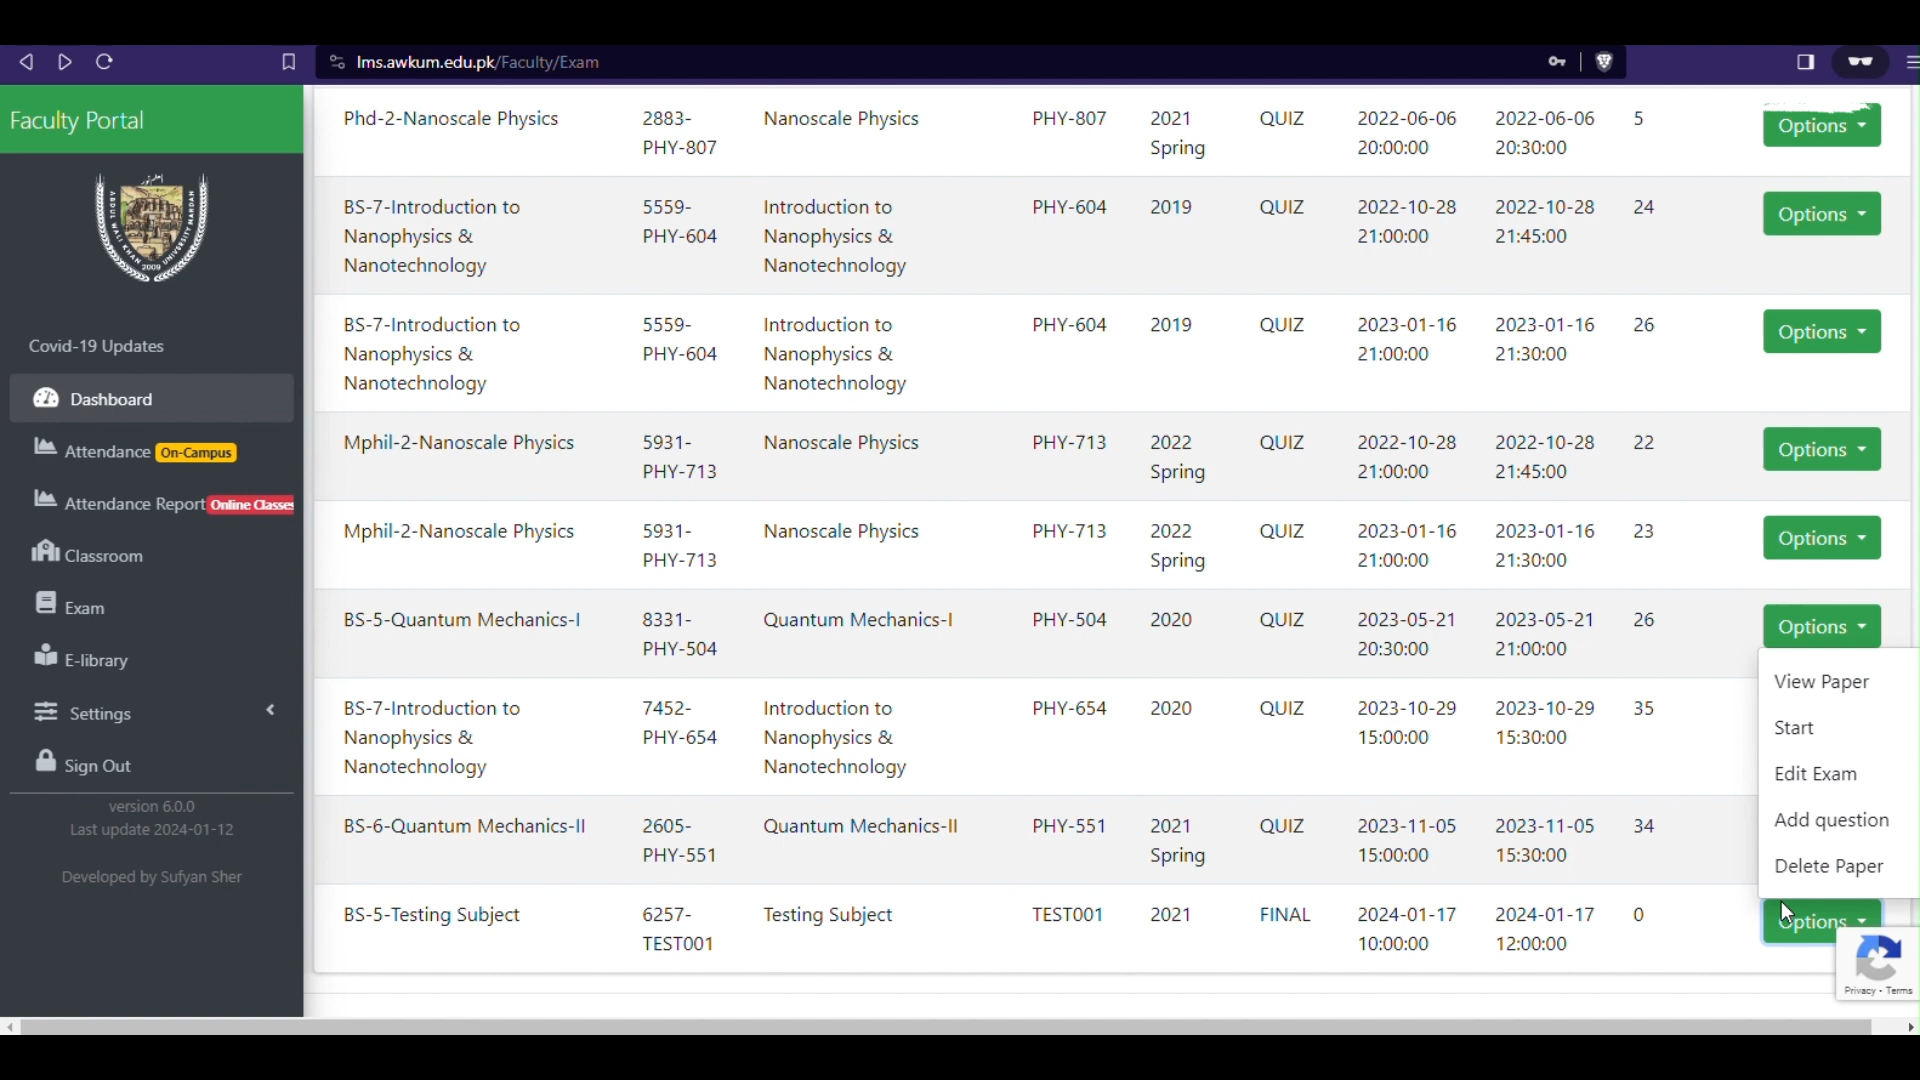 lms.awkum.edu.pk/Faculty/Exam
Faculty Portal
ABDUL WALI KHAN UNIVERSITY MARDAN
2009
Covid-19 Updates
Dashboard
Attendance On-Campus
Attendance Report Online Classes
Classroom
Exam
E-library
Settings
Sign Out
version 6.0.0
Last update 2024-01-12
Developed by Sufyan Sher
Phd-2-Nanoscale Physics 2883- Nanoscale Physics PHY-807 2021 QUIZ 2022-06-06 2022-06-06 5 Options
PHY-807 Spring 20:00:00 20:30:00
BS-7-Introduction to 5559- Introduction to PHY-604 2019 QUIZ 2022-10-28 2022-10-28 24 Options
Nanophysics & PHY-604 Nanophysics & 21:00:00 21:45:00
Nanotechnology Nanotechnology
BS-7-Introduction to 5559- Introduction to PHY-604 2019 QUIZ 2023-01-16 2023-01-16 26 Options
Nanophysics & PHY-604 Nanophysics & 21:00:00 21:30:00
Nanotechnology Nanotechnology
Mphil-2-Nanoscale Physics 5931- Nanoscale Physics PHY-713 2022 QUIZ 2022-10-28 2022-10-28 22 Options
PHY-713 Spring 21:00:00 21:45:00
Mphil-2-Nanoscale Physics 5931- Nanoscale Physics PHY-713 2022 QUIZ 2023-01-16 2023-01-16 23 Options
PHY-713 Spring 21:00:00 21:30:00
BS-5-Quantum Mechanics-I 8331- Quantum Mechanics-I PHY-504 2020 QUIZ 2023-05-21 2023-05-21 26 Options
PHY-504 20:30:00 21:00:00
BS-7-Introduction to 7452- Introduction to PHY-654 2020 QUIZ 2023-10-29 2023-10-29 35
Nanophysics & PHY-654 Nanophysics & 15:00:00 15:30:00
Nanotechnology Nanotechnology
BS-6-Quantum Mechanics-II 2605- Quantum Mechanics-II PHY-551 2021 QUIZ 2023-11-05 2023-11-05 34
PHY-551 Spring 15:00:00 15:30:00
BS-5-Testing Subject 6257- Testing Subject TEST001 2021 FINAL 2024-01-17 2024-01-17 0 Options
TEST001 10:00:00 12:00:00
View Paper
Start
Edit Exam
Add question
Delete Paper
Privacy - Terms